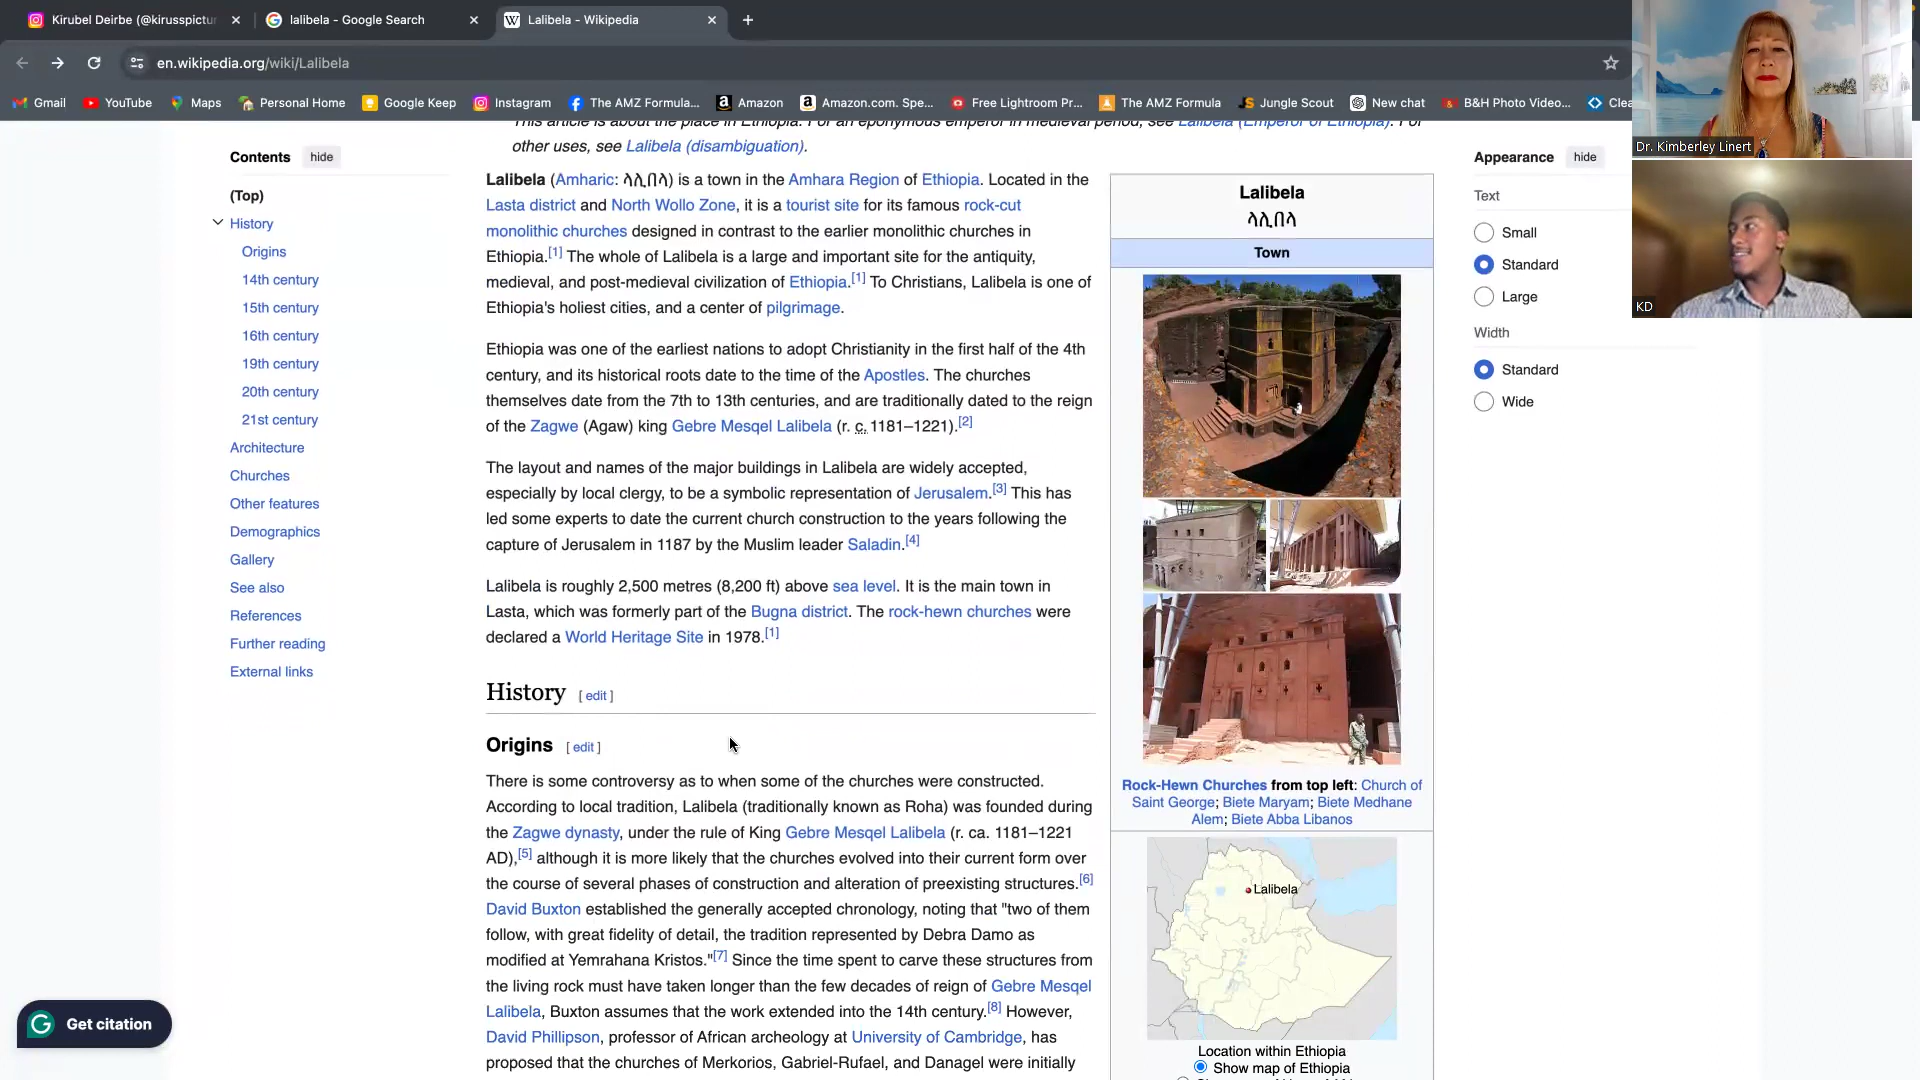 Kirubel Deirbe (@kirusspictur
lalibela - Google Search
Lalibela - Wikipedia
en.wikipedia.org/wiki/Lalibela
Gmail
YouTube
Maps
Personal Home
Google Keep
Instagram
The AMZ Formula...
Amazon
Amazon.com. Spe...
Free Lightroom Pr...
The AMZ Formula
Jungle Scout
New chat
B&H Photo Video...
Clea
Dr. Kimberley Linert
KD
Contents hide
(Top)
History
Origins
14th century
15th century
16th century
19th century
20th century
21st century
Architecture
Churches
Other features
Demographics
Gallery
See also
References
Further reading
External links
This article is about the place in Ethiopia. For an eponymous emperor in medieval period, see Lalibela (Emperor of Ethiopia). For
other uses, see Lalibela (disambiguation).
Lalibela (Amharic: ላሊበላ) is a town in the Amhara Region of Ethiopia. Located in the
Lasta district and North Wollo Zone, it is a tourist site for its famous rock-cut
monolithic churches designed in contrast to the earlier monolithic churches in
Ethiopia.[1] The whole of Lalibela is a large and important site for the antiquity,
medieval, and post-medieval civilization of Ethiopia.[1] To Christians, Lalibela is one of
Ethiopia's holiest cities, and a center of pilgrimage.
Ethiopia was one of the earliest nations to adopt Christianity in the first half of the 4th
century, and its historical roots date to the time of the Apostles. The churches
themselves date from the 7th to 13th centuries, and are traditionally dated to the reign
of the Zagwe (Agaw) king Gebre Mesqel Lalibela (r. c. 1181–1221).[2]
The layout and names of the major buildings in Lalibela are widely accepted,
especially by local clergy, to be a symbolic representation of Jerusalem.[3] This has
led some experts to date the current church construction to the years following the
capture of Jerusalem in 1187 by the Muslim leader Saladin.[4]
Lalibela is roughly 2,500 metres (8,200 ft) above sea level. It is the main town in
Lasta, which was formerly part of the Bugna district. The rock-hewn churches were
declared a World Heritage Site in 1978.[1]
History [ edit ]
Origins [ edit ]
There is some controversy as to when some of the churches were constructed.
According to local tradition, Lalibela (traditionally known as Roha) was founded during
the Zagwe dynasty, under the rule of King Gebre Mesqel Lalibela (r. ca. 1181–1221
AD),[5] although it is more likely that the churches evolved into their current form over
the course of several phases of construction and alteration of preexisting structures.[6]
David Buxton established the generally accepted chronology, noting that "two of them
follow, with great fidelity of detail, the tradition represented by Debra Damo as
modified at Yemrahana Kristos."[7] Since the time spent to carve these structures from
the living rock must have taken longer than the few decades of reign of Gebre Mesqel
Lalibela, Buxton assumes that the work extended into the 14th century.[8] However,
David Phillipson, professor of African archeology at University of Cambridge, has
proposed that the churches of Merkorios, Gabriel-Rufael, and Danagel were initially
Lalibela
ላሊበላ
Town
Rock-Hewn Churches from top left: Church of
Saint George; Biete Maryam; Biete Medhane
Alem; Biete Abba Libanos
Lalibela
Location within Ethiopia
Show map of Ethiopia
Appearance hide
Text
Small
Standard
Large
Width
Standard
Wide
Get citation